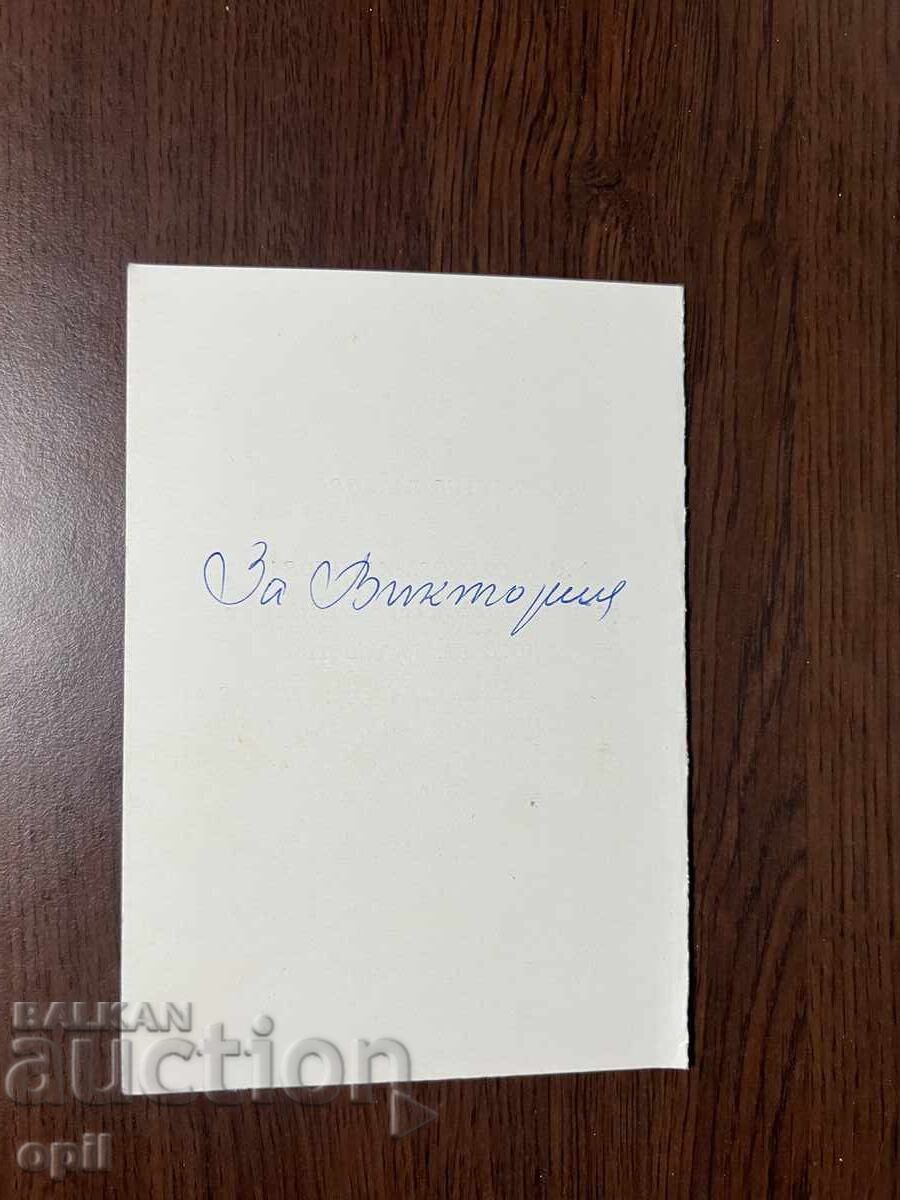 За Виктория
BALKAN
auction
opil